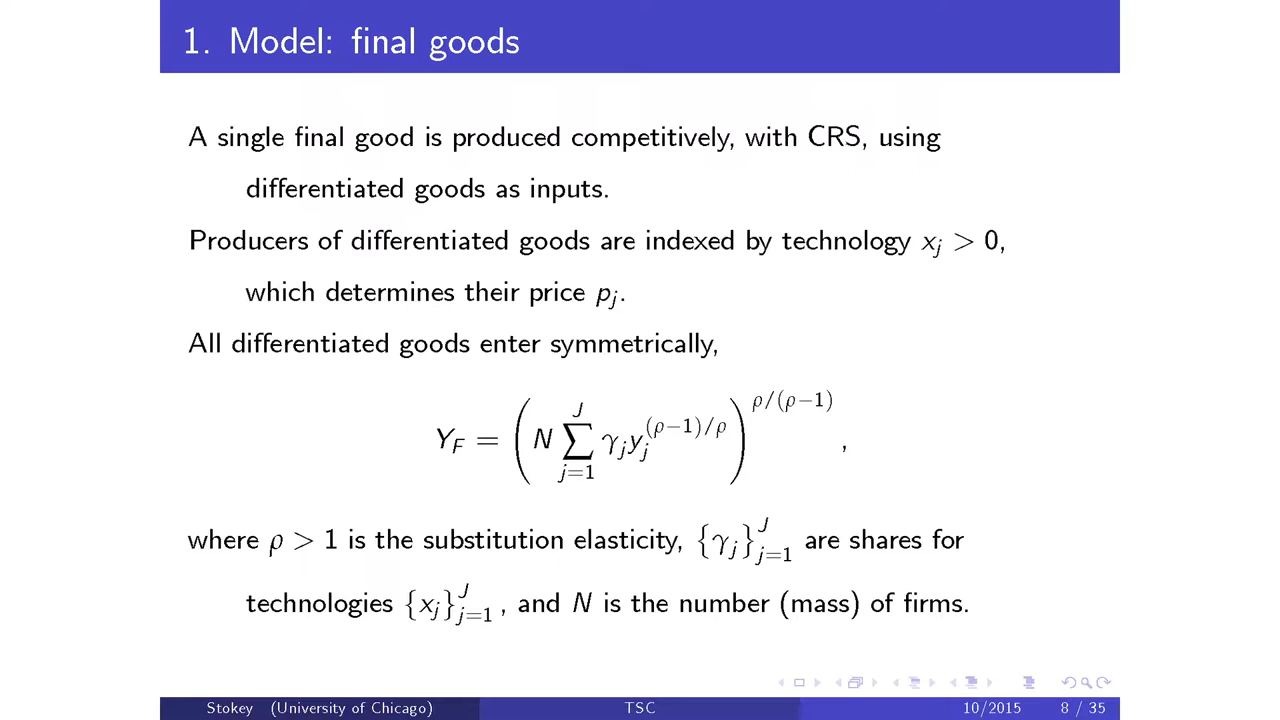 1. Model: final goods
A single final good is produced competitively, with CRS, using
differentiated goods as inputs.
Producers of differentiated goods are indexed by technology x_j > 0,
which determines their price p_j.
All differentiated goods enter symmetrically,
Y_F = ( N ∑_{j=1}^{J} γ_j y_j^{(ρ−1)/ρ} )^{ρ/(ρ−1)} ,
where ρ > 1 is the substitution elasticity, {γ_j}_{j=1}^{J} are shares for
technologies {x_j}_{j=1}^{J} , and N is the number (mass) of firms.
Stokey (University of Chicago) TSC 10/2015 8 / 35